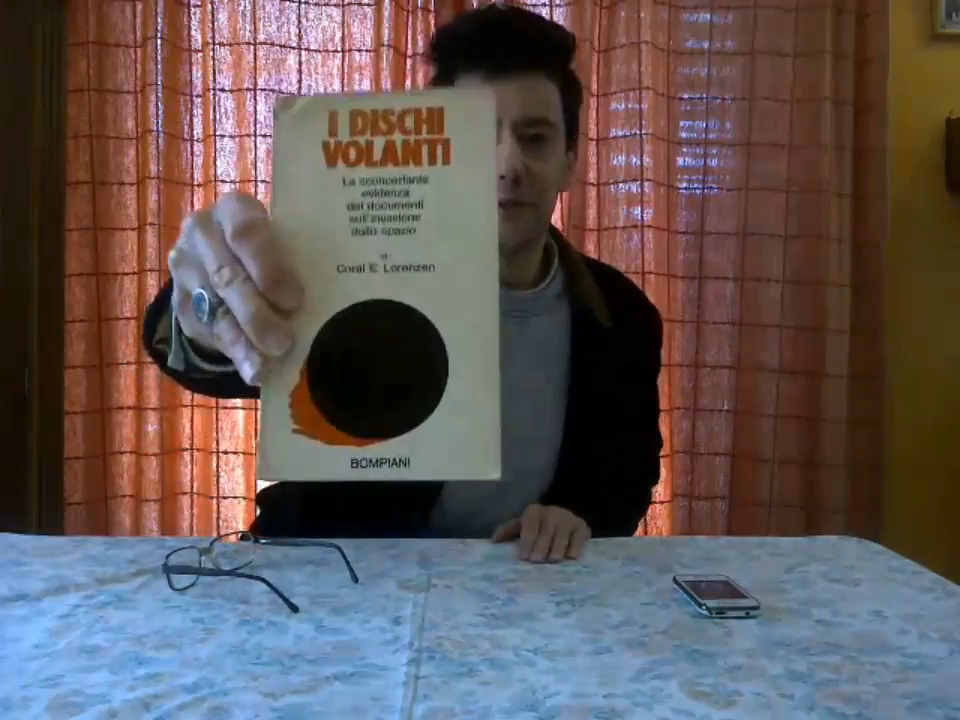 I DISCHI
VOLANTI
La sconcertante
evidenza
dei documenti
sull'invasione
dallo spazio
di
Coral E. Lorenzen
BOMPIANI